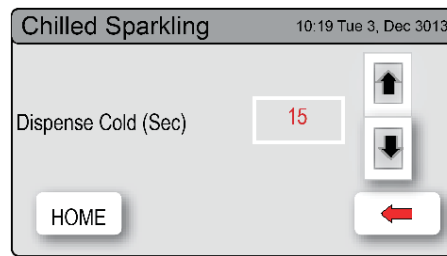 Chilled Sparkling
10:19 Tue 3, Dec 3013
Dispense Cold (Sec)
15
HOME